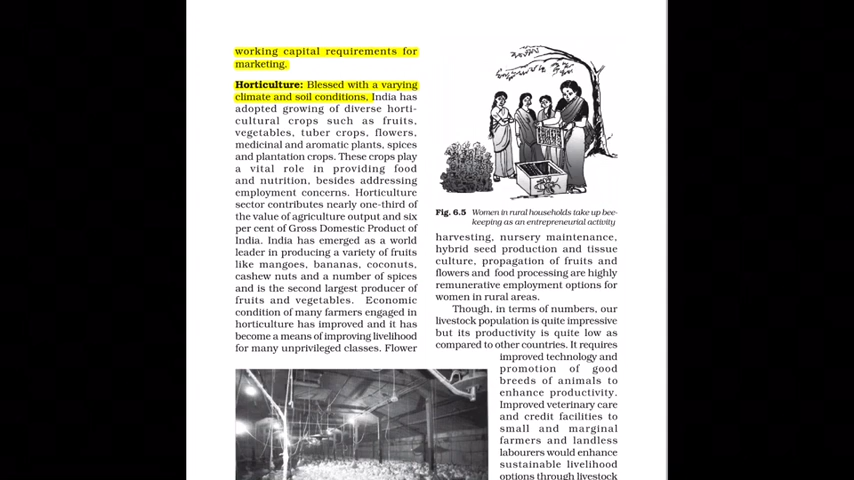 working capital requirements for
marketing.
Horticulture: Blessed with a varying
climate and soil conditions, India has
adopted growing of diverse horti-
cultural crops such as fruits,
vegetables, tuber crops, flowers,
medicinal and aromatic plants, spices
and plantation crops. These crops play
a vital role in providing food
and nutrition, besides addressing
employment concerns. Horticulture
sector contributes nearly one-third of
the value of agriculture output and six
per cent of Gross Domestic Product of
India. India has emerged as a world
leader in producing a variety of fruits
like mangoes, bananas, coconuts,
cashew nuts and a number of spices
and is the second largest producer of
fruits and vegetables. Economic
condition of many farmers engaged in
horticulture has improved and it has
become a means of improving livelihood
for many unprivileged classes. Flower
Fig. 6.5 Women in rural households take up bee-
keeping as an entrepreneurial activity
harvesting, nursery maintenance,
hybrid seed production and tissue
culture, propagation of fruits and
flowers and food processing are highly
remunerative employment options for
women in rural areas.
Though, in terms of numbers, our
livestock population is quite impressive
but its productivity is quite low as
compared to other countries. It requires
improved technology and
promotion of good
breeds of animals to
enhance productivity.
Improved veterinary care
and credit facilities to
small and marginal
farmers and landless
labourers would enhance
sustainable livelihood
options through livestock